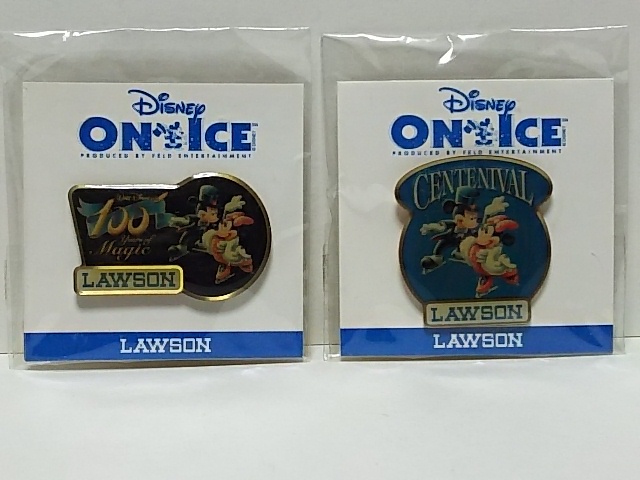 Disney
ON ICE
PRODUCED BY FELD ENTERTAINMENT
100
Years of
Magic
LAWSON
LAWSON
Disney
ON ICE
PRODUCED BY FELD ENTERTAINMENT
CENTENIVAL
LAWSON
LAWSON